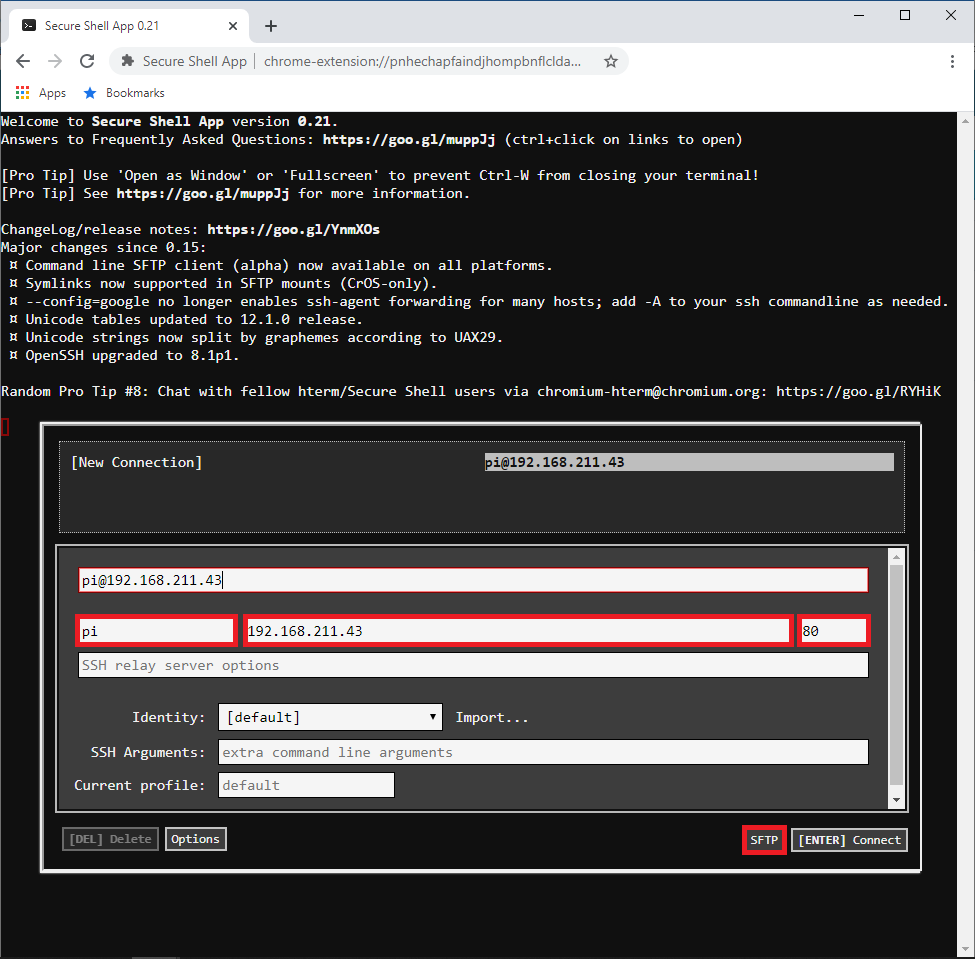 Secure Shell App 0.21
Secure Shell App | chrome-extension://pnhechapfaindjhompbnflclda...
Apps Bookmarks
Welcome to Secure Shell App version 0.21.
Answers to Frequently Asked Questions: https://goo.gl/muppJj (ctrl+click on links to open)
[Pro Tip] Use 'Open as Window' or 'Fullscreen' to prevent Ctrl-W from closing your terminal!
[Pro Tip] See https://goo.gl/muppJj for more information.
ChangeLog/release notes: https://goo.gl/YnmXOs
Major changes since 0.15:
¤ Command line SFTP client (alpha) now available on all platforms.
¤ Symlinks now supported in SFTP mounts (CrOS-only).
¤ --config=google no longer enables ssh-agent forwarding for many hosts; add -A to your ssh commandline as needed.
¤ Unicode tables updated to 12.1.0 release.
¤ Unicode strings now split by graphemes according to UAX29.
¤ OpenSSH upgraded to 8.1p1.
Random Pro Tip #8: Chat with fellow hterm/Secure Shell users via chromium-hterm@chromium.org: https://goo.gl/RYHiK
[New Connection] pi@192.168.211.43
pi@192.168.211.43
pi 192.168.211.43 80
SSH relay server options
Identity: [default] Import...
SSH Arguments: extra command line arguments
Current profile: default
[DEL] Delete Options SFTP [ENTER] Connect